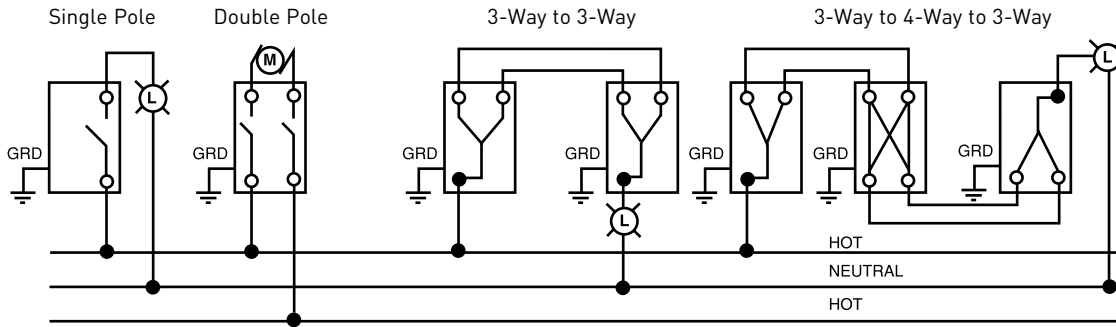 Single Pole
Double Pole
3-Way to 3-Way
3-Way to 4-Way to 3-Way
M
L
L
GRD
GRD
GRD
GRD
GRD
GRD
GRD
L
HOT
NEUTRAL
HOT